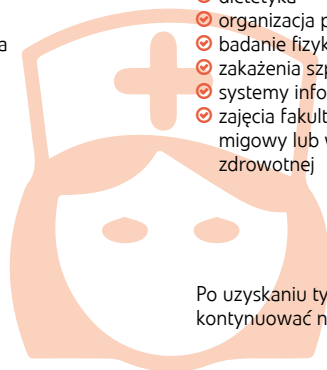 dietetyka
organizacja p
a
badanie fizyk
zakażenia szp
systemy info
zajęcia fakult
migowy lub w
zdrowotnej
Po uzyskaniu ty
kontynuować n